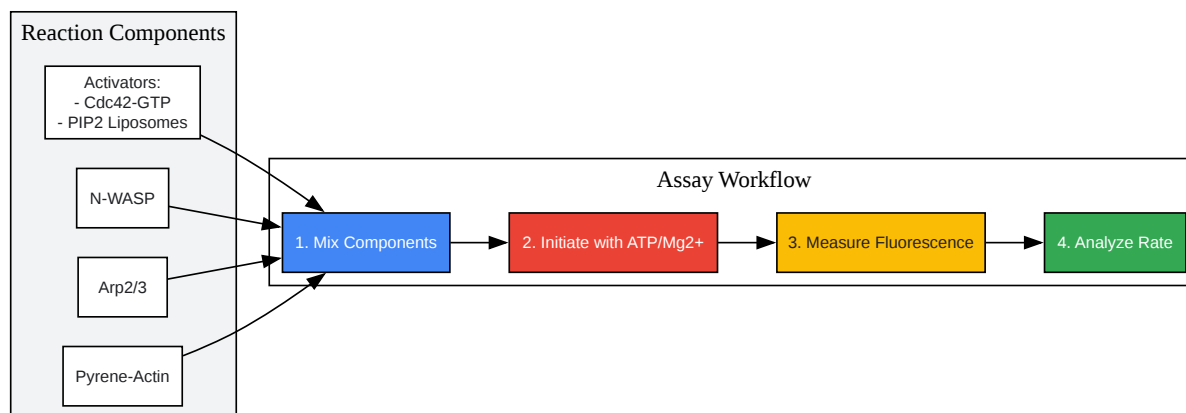 Reaction Components
Activators:
- Cdc42-GTP
- PIP2 Liposomes
N-WASP
Arp2/3
Pyrene-Actin
Assay Workflow
1. Mix Components
2. Initiate with ATP/Mg2+
3. Measure Fluorescence
4. Analyze Rate